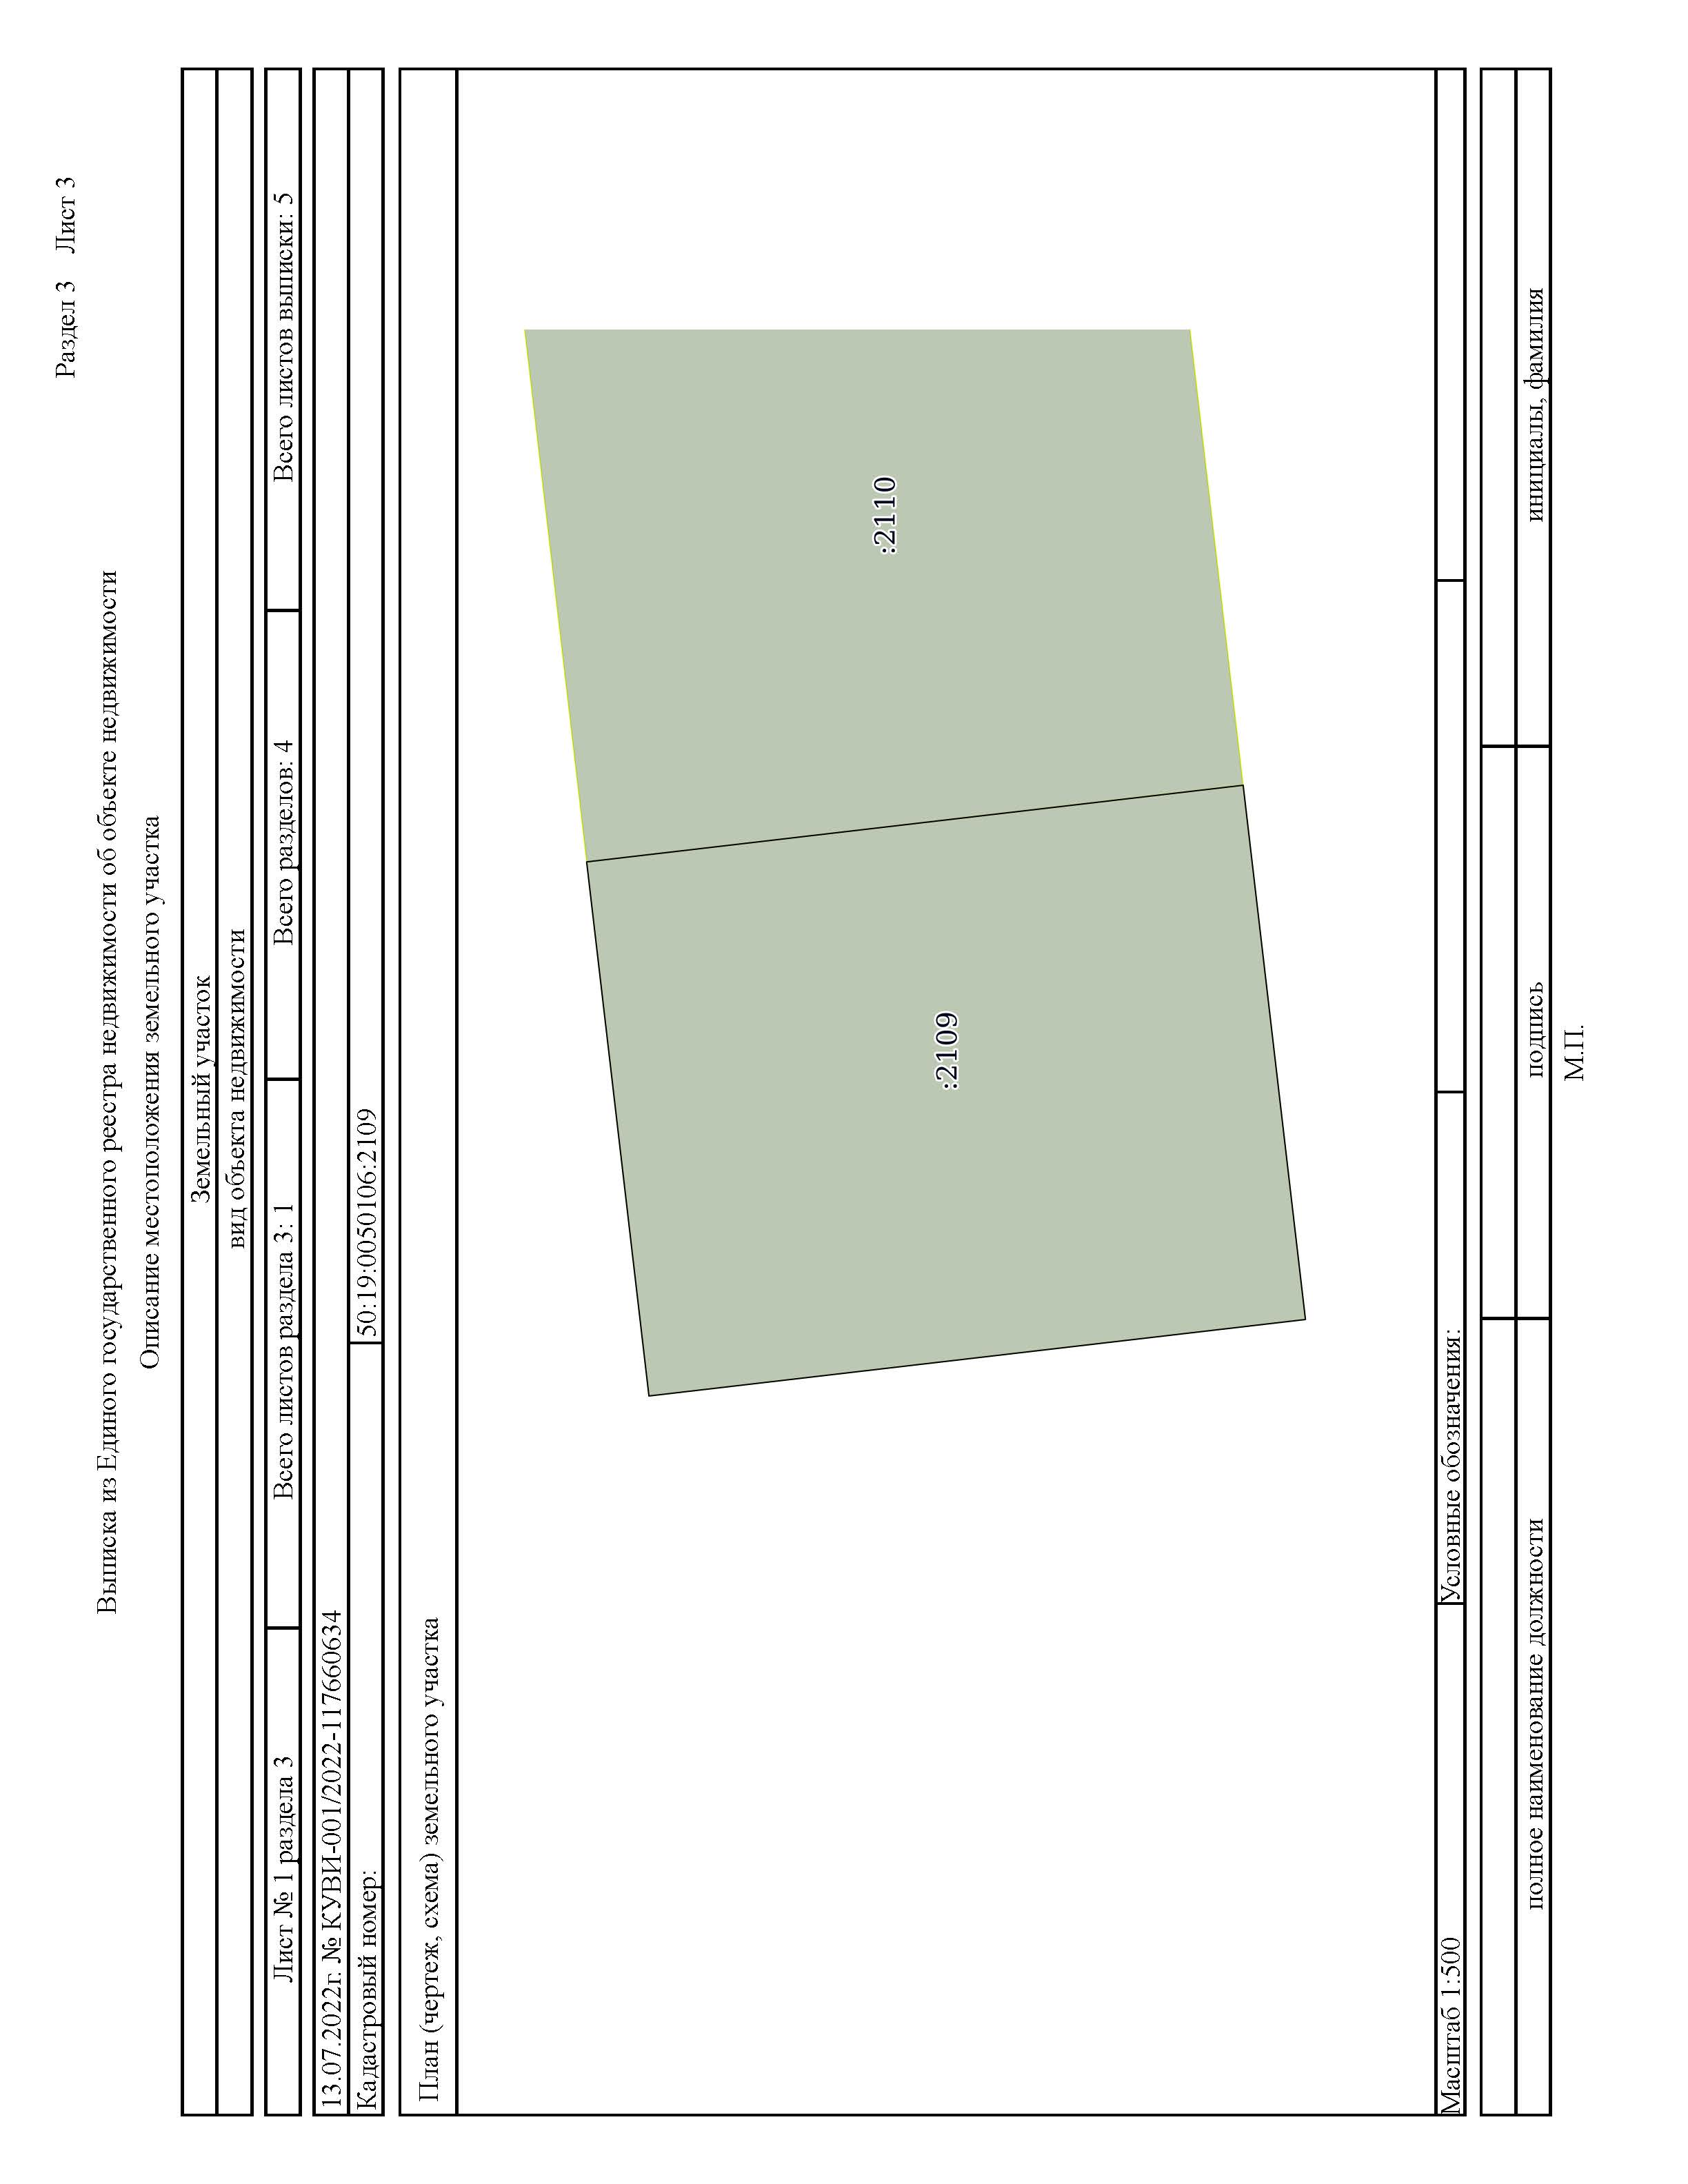 Раздел 3 Лист 3
Выписка из Единого государственного реестра недвижимости об объекте недвижимости
Описание местоположения земельного участка
Земельный участок
вид объекта недвижимости
Лист № 1 раздела 3 Всего листов раздела 3: 1 Всего разделов: 4 Всего листов выписки: 5
13.07.2022г. № КУВИ-001/2022-117660634
Кадастровый номер: 50:19:0050106:2109
План (чертеж, схема) земельного участка
:2110
:2109
Масштаб 1:500 Условные обозначения:
полное наименование должности подпись инициалы, фамилия
М.П.